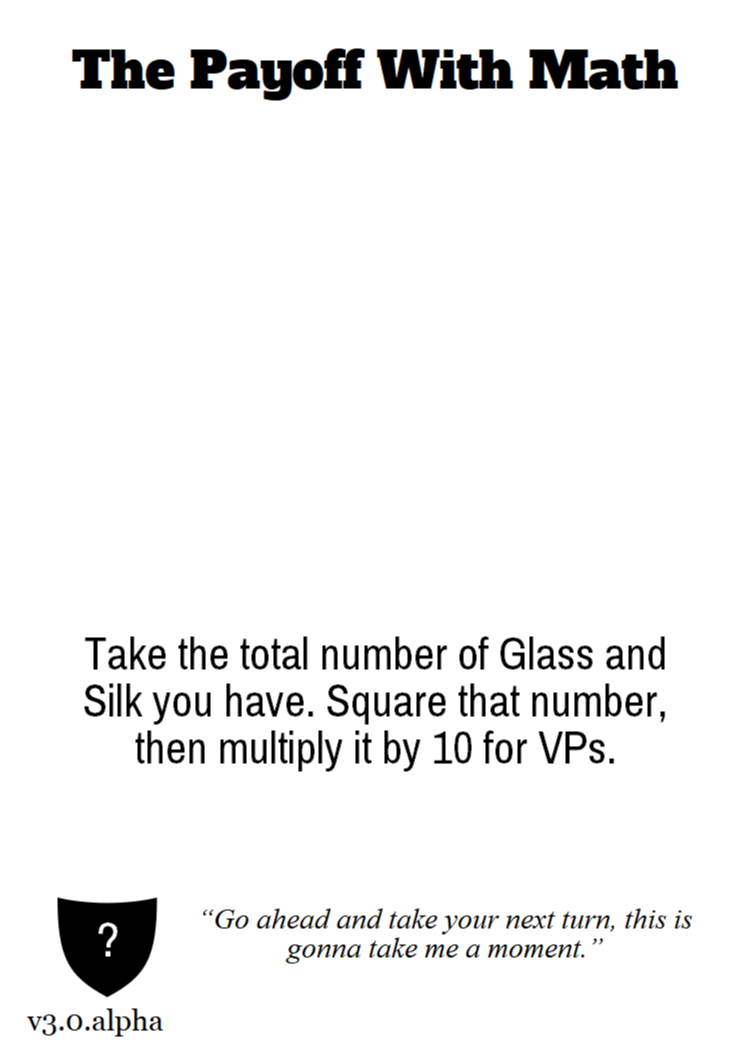 The Payoff With Math
Take the total number of Glass and
Silk you have. Square that number,
then multiply it by 10 for VPs.
?
“Go ahead and take your next turn, this is
gonna take me a moment.”
v3.0.alpha